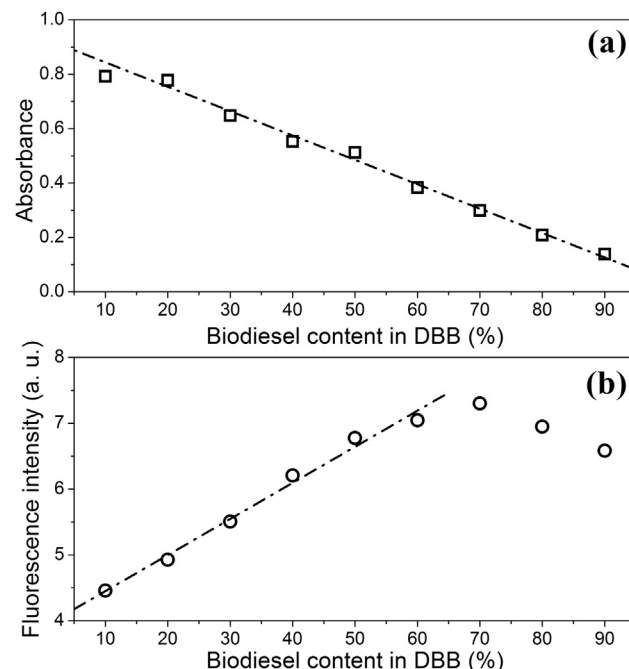 (a)
Absorbance
1.0
0.8
0.6
0.4
0.2
0.0
10 20 30 40 50 60 70 80 90
Biodiesel content in DBB (%)
(b)
Fluorescence intensity (a. u.)
8
7
6
5
4
10 20 30 40 50 60 70 80 90
Biodiesel content in DBB (%)